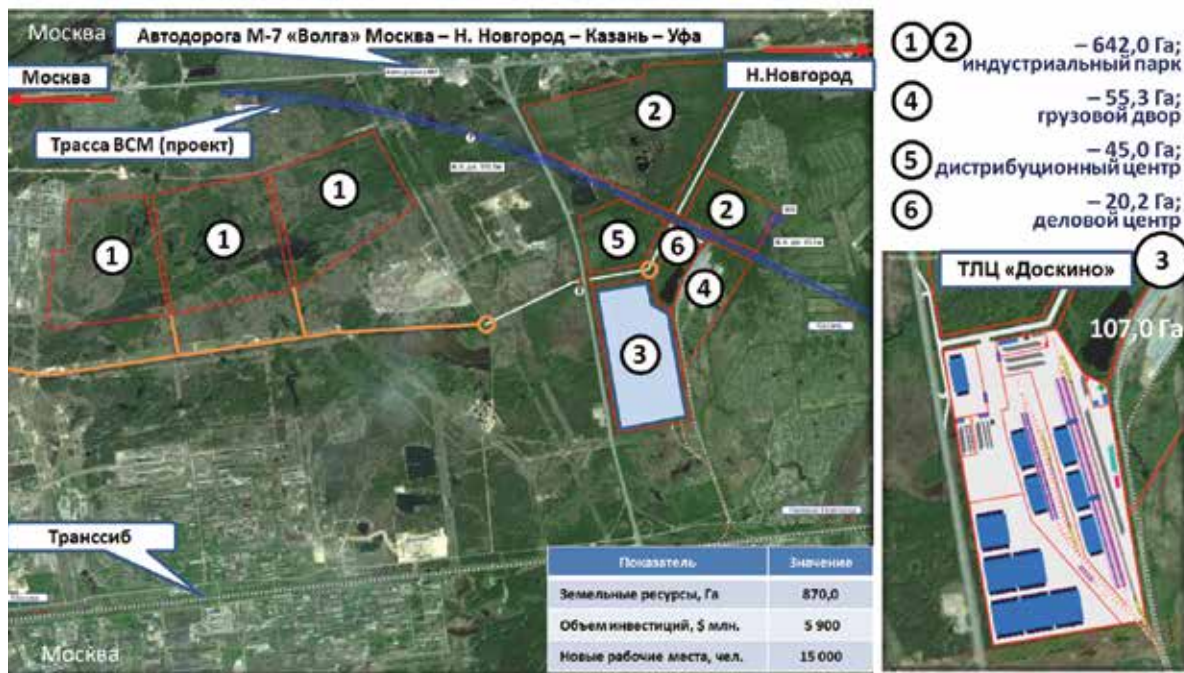 Москва
Автодорога М-7 «Волга» Москва – Н. Новгород – Казань – Уфа
Москва
Н.Новгород
Трасса ВСМ (проект)
2
1
1
1
2
5
6
4
3
Транссиб
Москва
Показатель Значение
Земельные ресурсы, Га 870,0
Объем инвестиций, $ млн. 5 900
Новые рабочие места, чел. 15 000
1 2 – 642,0 Га;
индустриальный парк
4 – 55,3 Га;
грузовой двор
5 – 45,0 Га;
дистрибуционный центр
6 – 20,2 Га;
деловой центр
ТЛЦ «Доскино» 3
107,0 Га